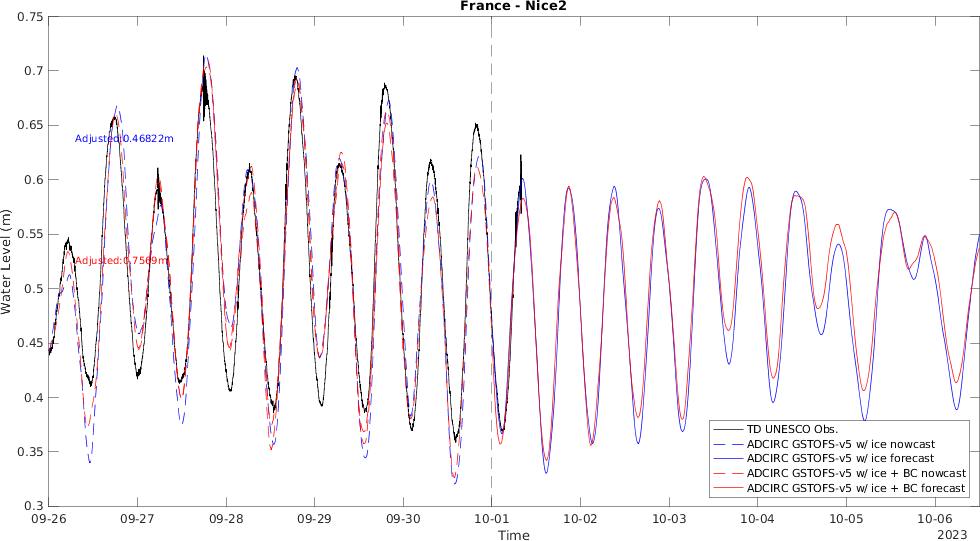 France - Nice2
0.75
0.7
0.65
0.6
0.55
0.5
0.45
0.4
0.35
0.3
Water Level (m)
Adjusted:0.46822m
Adjusted:0.7569m
TD UNESCO Obs.
ADCIRC GSTOFS-v5 w/ ice nowcast
ADCIRC GSTOFS-v5 w/ ice forecast
ADCIRC GSTOFS-v5 w/ ice + BC nowcast
ADCIRC GSTOFS-v5 w/ ice + BC forecast
09-26 09-27 09-28 09-29 09-30 10-01 10-02 10-03 10-04 10-05 10-06
Time
2023